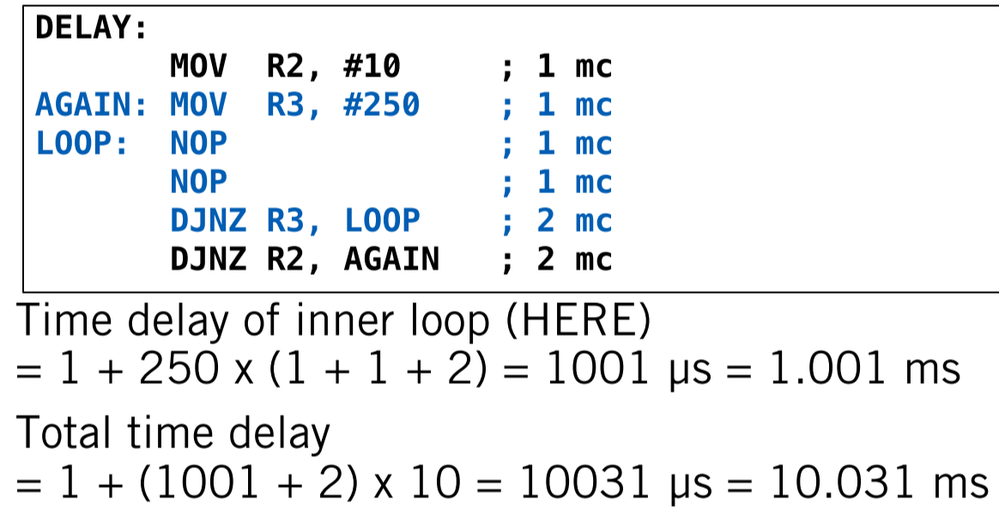 DELAY:
MOV R2, #10 ; 1 mc
AGAIN: MOV R3, #250 ; 1 mc
LOOP: NOP ; 1 mc
NOP ; 1 mc
DJNZ R3, LOOP ; 2 mc
DJNZ R2, AGAIN ; 2 mc
Time delay of inner loop (HERE)
= 1 + 250 x (1 + 1 + 2) = 1001 μs = 1.001 ms
Total time delay
= 1 + (1001 + 2) x 10 = 10031 μs = 10.031 ms